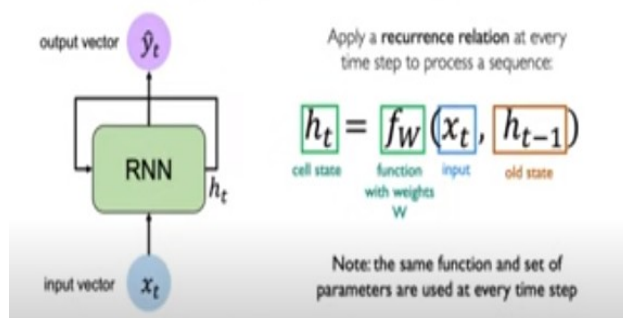 output vector ŷₜ
RNN
hₜ
input vector xₜ
Apply a recurrence relation at every
time step to process a sequence:
hₜ = f_W(xₜ, hₜ₋₁)
cell state function input old state
with weights
W
Note: the same function and set of
parameters are used at every time step